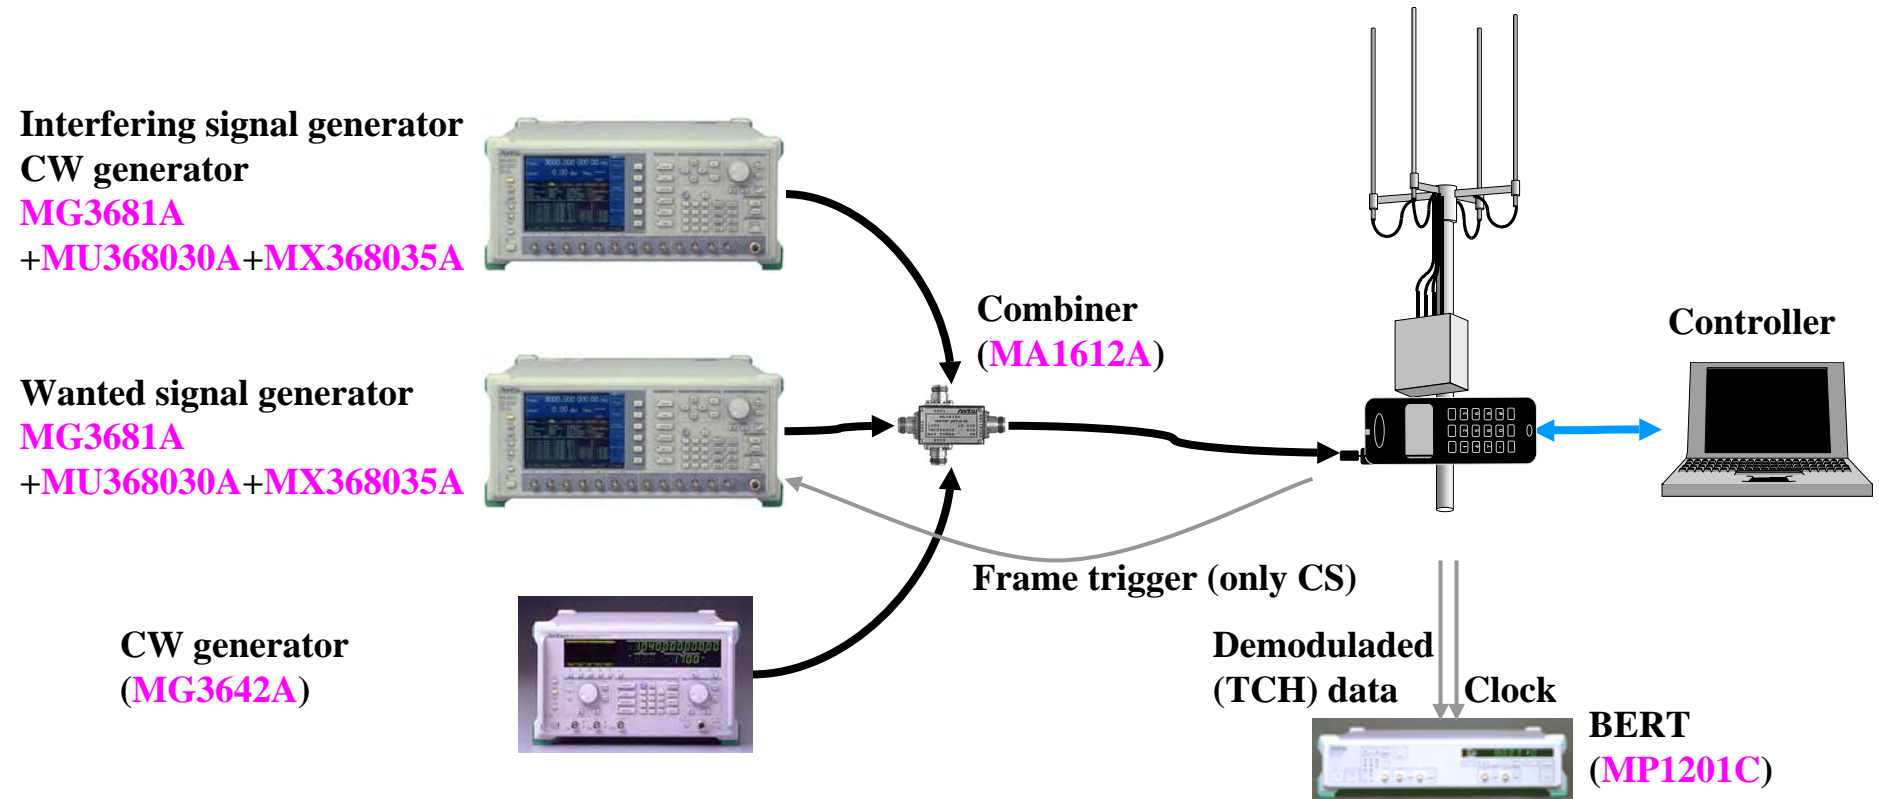 Interfering signal generator
CW generator
MG3681A
+MU368030A+MX368035A
Combiner
(MA1612A)
Controller
Wanted signal generator
MG3681A
+MU368030A+MX368035A
Anritsu
Frame trigger (only CS)
CW generator
(MG3642A)
Demoduladed
(TCH) data
Clock
BERT
(MP1201C)